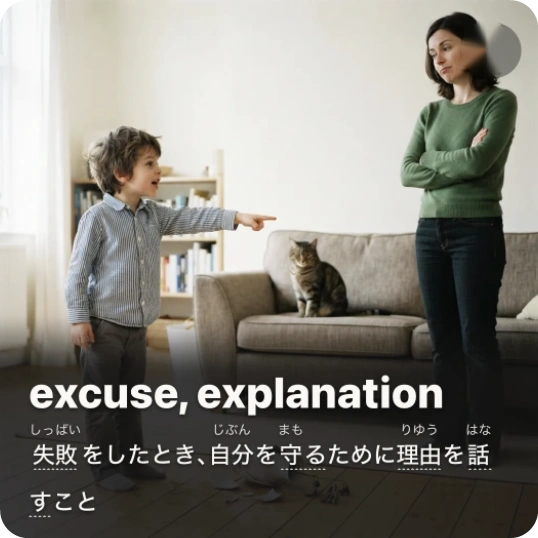 excuse, explanation
失敗をしたとき、自分を守るために理由を話
すこと
しっぱい じぶん まも りゆう はな